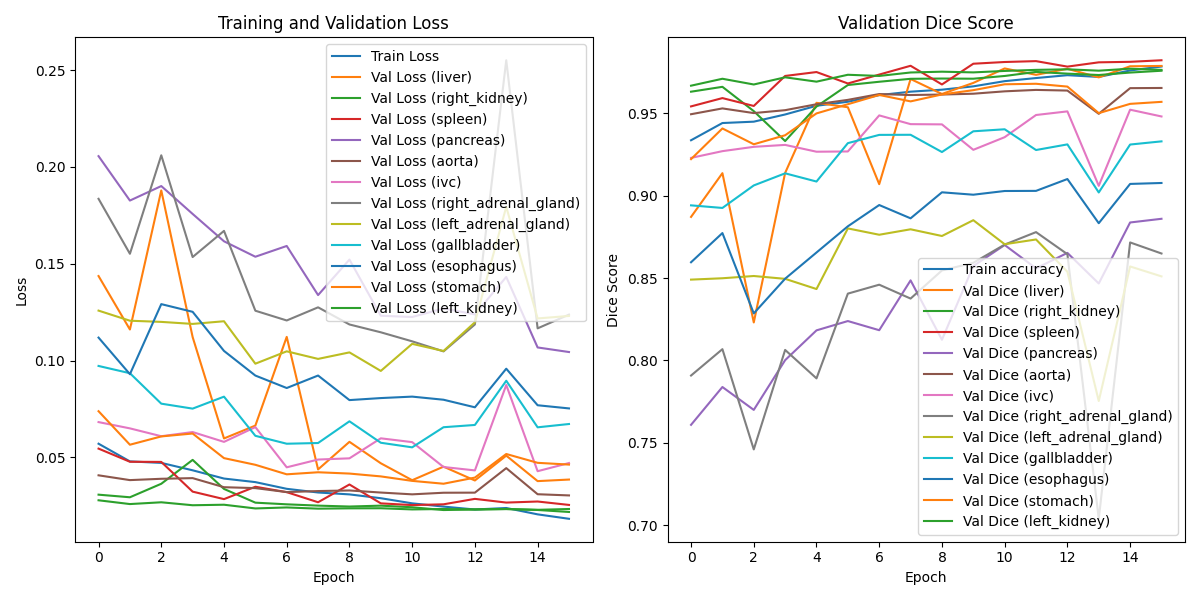 Training and Validation Loss
Loss
0.25
0.20
0.15
0.10
0.05
0 2 4 6 8 10 12 14
Epoch
Train Loss
Val Loss (liver)
Val Loss (right_kidney)
Val Loss (spleen)
Val Loss (pancreas)
Val Loss (aorta)
Val Loss (ivc)
Val Loss (right_adrenal_gland)
Val Loss (left_adrenal_gland)
Val Loss (gallbladder)
Val Loss (esophagus)
Val Loss (stomach)
Val Loss (left_kidney)
Validation Dice Score
Dice Score
0.95
0.90
0.85
0.80
0.75
0.70
0 2 4 6 8 10 12 14
Epoch
Train accuracy
Val Dice (liver)
Val Dice (right_kidney)
Val Dice (spleen)
Val Dice (pancreas)
Val Dice (aorta)
Val Dice (ivc)
Val Dice (right_adrenal_gland)
Val Dice (left_adrenal_gland)
Val Dice (gallbladder)
Val Dice (esophagus)
Val Dice (stomach)
Val Dice (left_kidney)